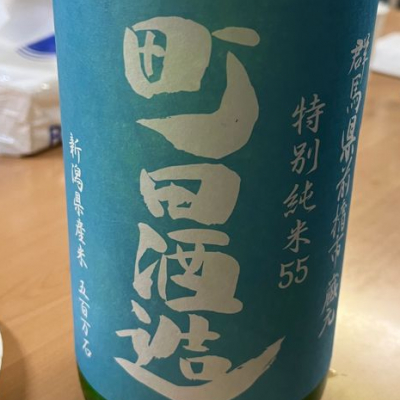 群馬県前橋市 蔵元
特別純米55
町田酒造
新潟県産米 五百万石